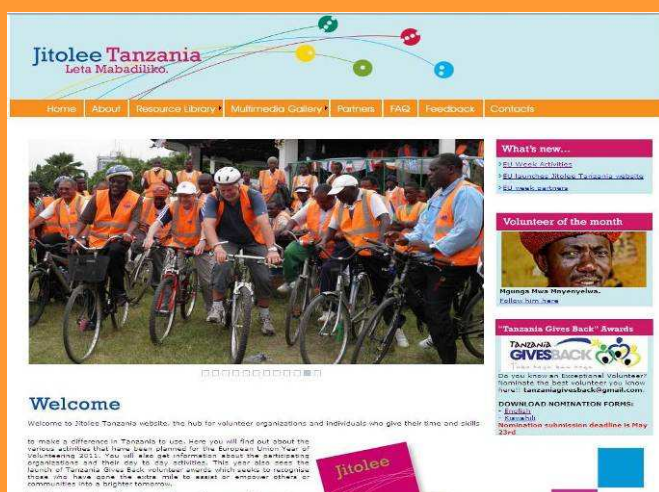 Jitolee Tanzania
Leta Mabadiliko.
Home About Resource Library Multimedia Gallery Partners FAQ Feedback Contacts
What's new...
EU Week Activities
EU launches Jitolee Tanzania website
EU week partners
Volunteer of the month
Mgunga Mwa Mnyenyelwa.
Follow him here
"Tanzania Gives Back" Awards
TANZANIA
GIVES BACK
Do you know an Exceptional Volunteer?
Nominate the best volunteer you know
here!! tanzaniagivesback@gmail.com.
DOWNLOAD NOMINATION FORMS:
- English
- Kiswahili
Nomination submission deadline is May
23rd
Welcome
Welcome to Jitolee Tanzania website, the hub for volunteer organizations and individuals who give their time and skills
to make a difference in Tanzania to use. Here you will find out about the
various activities that have been planned for the European Union Year of
Volunteering 2011. You will also get information about the participating
organizations and their day to day activities. This year also sees the
launch of Tanzania Gives Back volunteer awards which seeks to recognise
those who have gone the extra mile to assist or empower others or
communities into a brighter tomorrow.
Jitolee